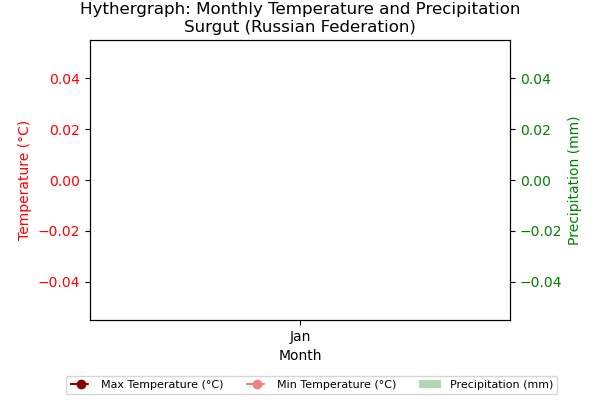 Hythergraph: Monthly Temperature and Precipitation
Surgut (Russian Federation)
Temperature (°C)
0.04
0.02
0.00
−0.02
−0.04
0.04
0.02
0.00
−0.02
−0.04
Precipitation (mm)
Jan
Month
Max Temperature (°C) Min Temperature (°C) Precipitation (mm)